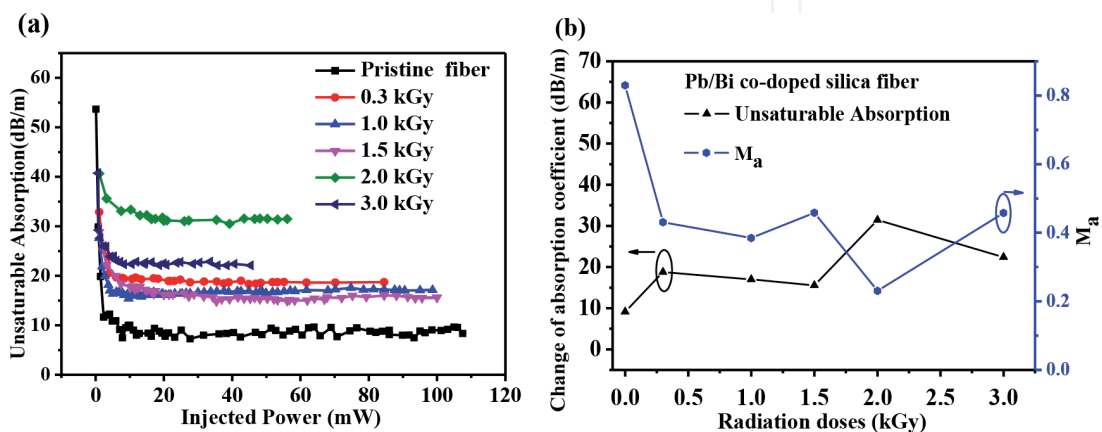 (a)
Unsaturable Absorption(dB/m)
60
50
40
30
20
10
0
Pristine fiber
0.3 kGy
1.0 kGy
1.5 kGy
2.0 kGy
3.0 kGy
0 20 40 60 80 100 120
Injected Power (mW)
(b)
Change of absorption coefficient (dB/m)
70
60
50
40
30
20
10
0
Pb/Bi co-doped silica fiber
Unsaturable Absorption
Ma
0.8
0.6
0.4
0.2
0.0
Ma
0.0 0.5 1.0 1.5 2.0 2.5 3.0
Radiation doses (kGy)